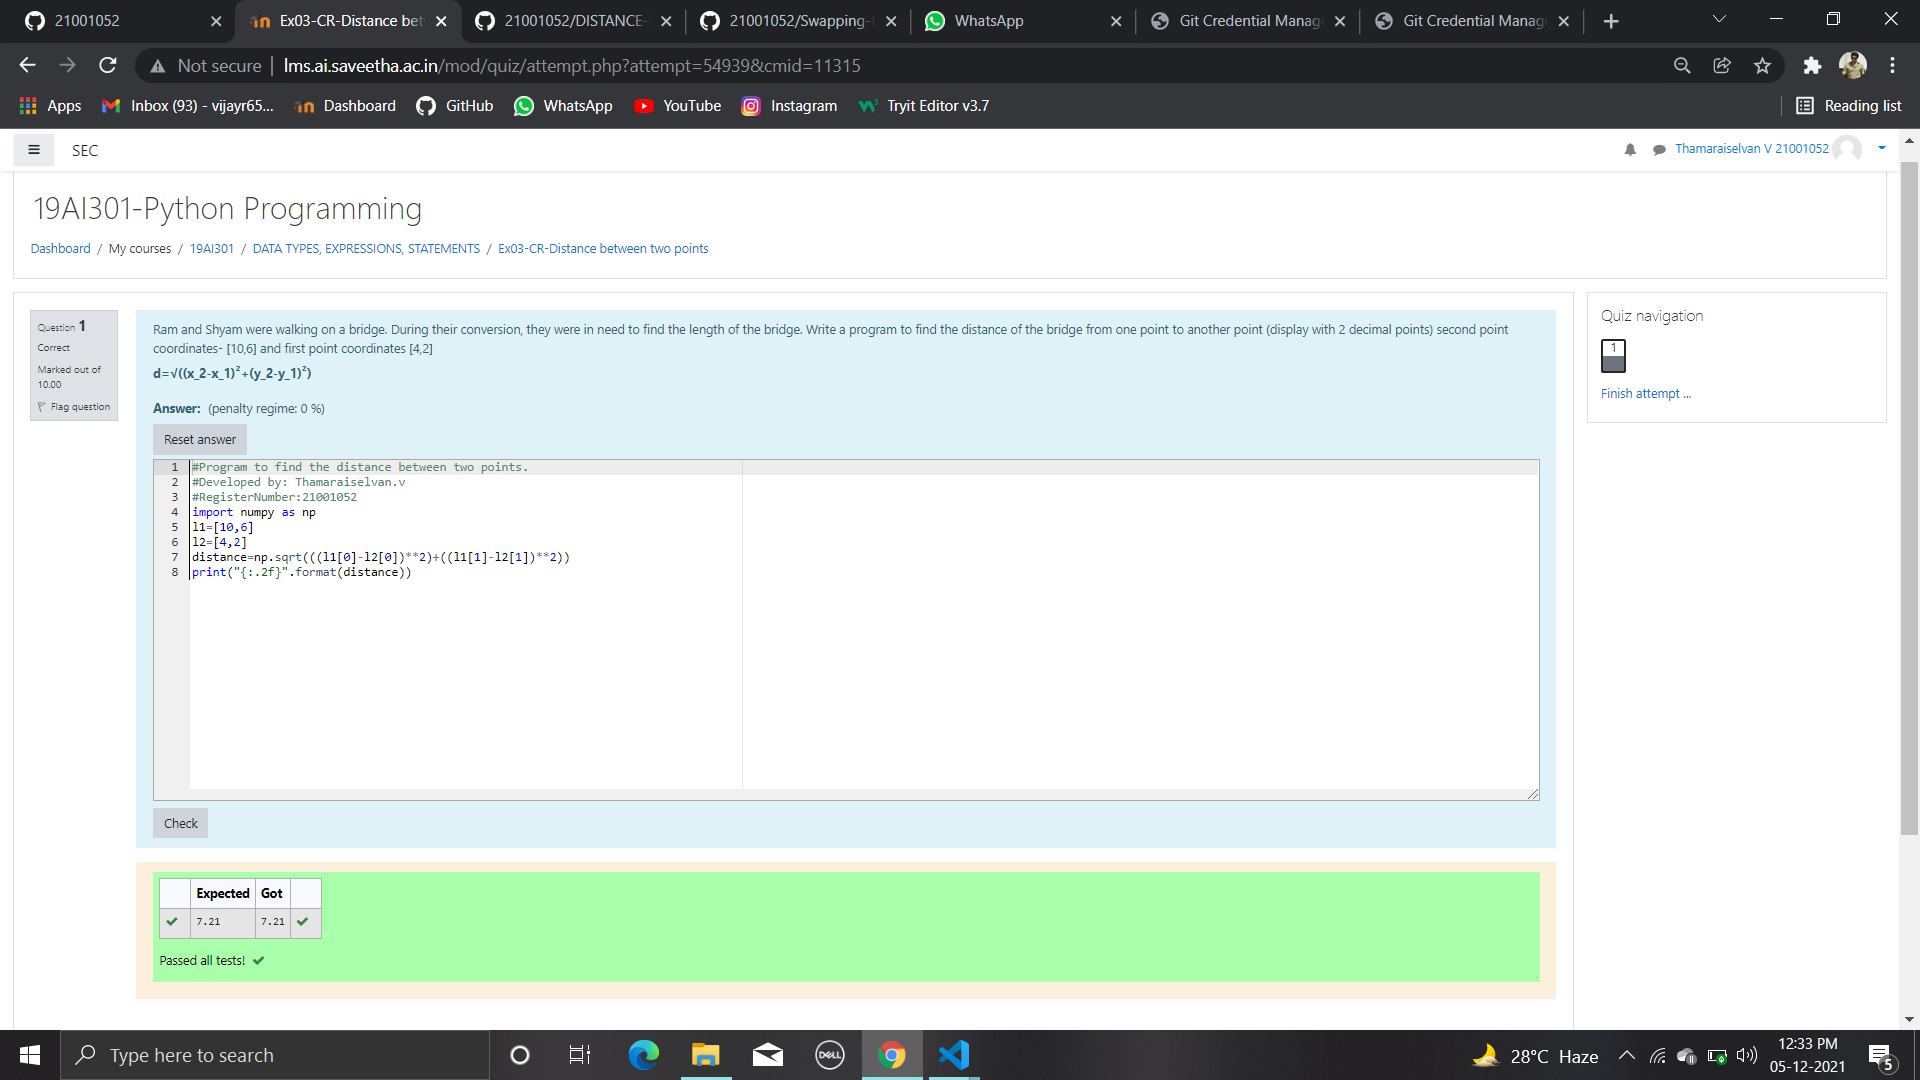 21001052
Ex03-CR-Distance bet
21001052/DISTANCE-
21001052/Swapping-t
WhatsApp
Git Credential Manag
Git Credential Manag
Not secure | lms.ai.saveetha.ac.in/mod/quiz/attempt.php?attempt=54939&cmid=11315
Apps
Inbox (93) - vijayr65...
Dashboard
GitHub
WhatsApp
YouTube
Instagram
Tryit Editor v3.7
Reading list
SEC
Thamaraiselvan V 21001052
19AI301-Python Programming
Dashboard / My courses / 19AI301 / DATA TYPES, EXPRESSIONS, STATEMENTS / Ex03-CR-Distance between two points
Question 1
Correct
Marked out of
10.00
Flag question
Ram and Shyam were walking on a bridge. During their conversion, they were in need to find the length of the bridge. Write a program to find the distance of the bridge from one point to another point (display with 2 decimal points) second point
coordinates- [10,6] and first point coordinates [4,2]
d=√((x_2-x_1)²+(y_2-y_1)²)
Answer: (penalty regime: 0 %)
Reset answer
1 #Program to find the distance between two points.
2 #Developed by: Thamaraiselvan.v
3 #RegisterNumber:21001052
4 import numpy as np
5 l1=[10,6]
6 l2=[4,2]
7 distance=np.sqrt(((l1[0]-l2[0])**2)+((l1[1]-l2[1])**2))
8 print("{:.2f}".format(distance))
Check
Expected Got
7.21 7.21
Passed all tests!
Quiz navigation
1
Finish attempt ...
Type here to search
DELL
28°C Haze
12:33 PM
05-12-2021
5